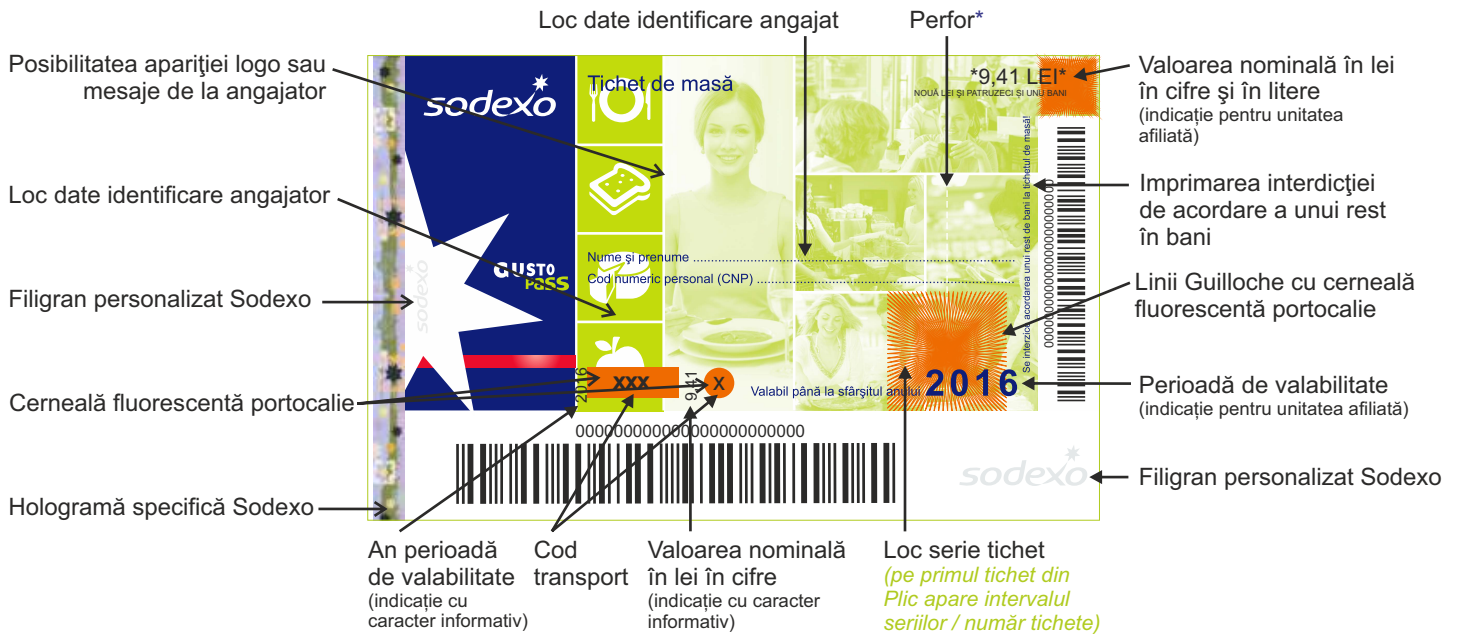 Loc date identificare angajat
Perfor*
Posibilitatea apariţiei logo sau
mesaje de la angajator
Loc date identificare angajator
Filigran personalizat Sodexo
Cerneală fluorescentă portocalie
Hologramă specifică Sodexo
sodexo
Tichet de masă
*9,41 LEI*
NOUĂ LEI ŞI PATRUZECI ŞI UNU BANI
GUSTO
PaSS
sodexo
Nume şi prenume
Cod numeric personal (CNP)
Se interzice acordarea unui rest de bani la tichetul de masă!
2016
XXX
9,41
X
Valabil până la sfârşitul anului 2016
sodexo
Valoarea nominală în lei
în cifre şi în litere
(indicaţie pentru unitatea
afiliată)
Imprimarea interdicţiei
de acordare a unui rest
în bani
Linii Guilloche cu cerneală
fluorescentă portocalie
Perioadă de valabilitate
(indicaţie pentru unitatea afiliată)
Filigran personalizat Sodexo
An perioadă
de valabilitate
(indicaţie cu
caracter informativ)
Cod
transport
Valoarea nominală
în lei în cifre
(indicaţie cu caracter
informativ)
Loc serie tichet
(pe primul tichet din
Plic apare intervalul
seriilor / număr tichete)